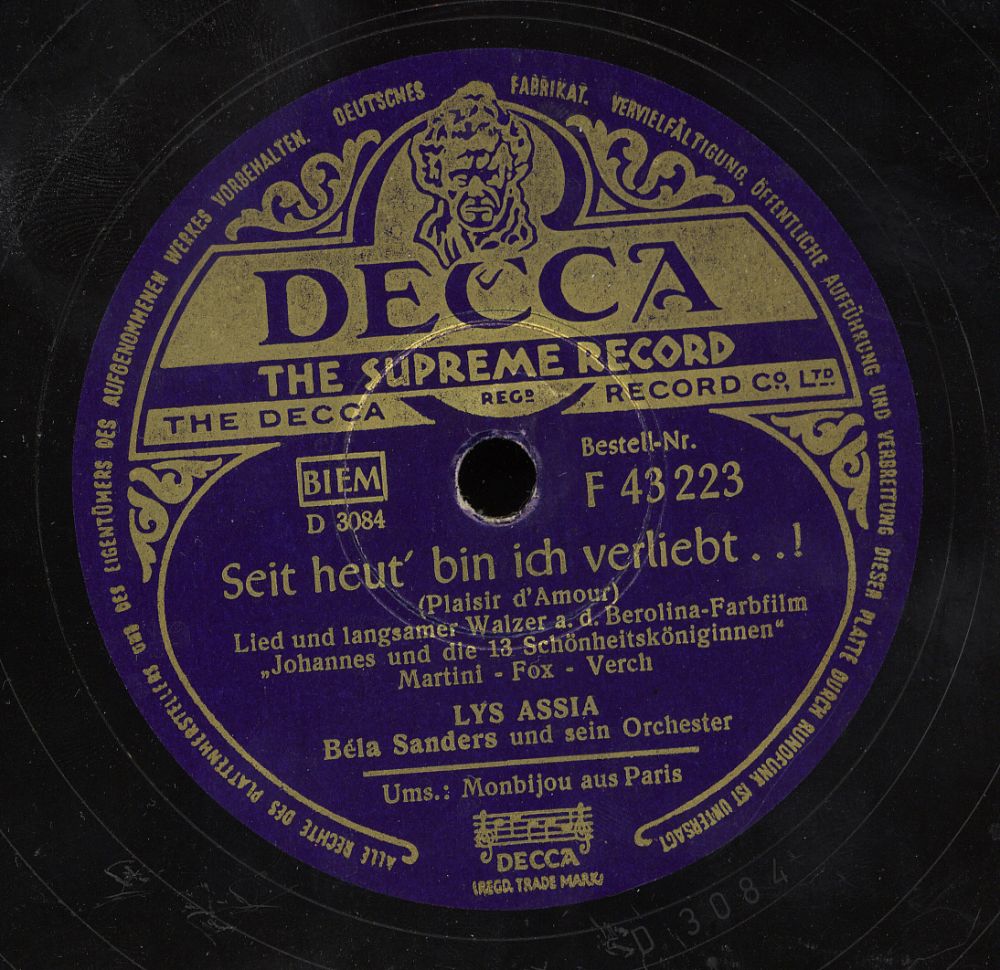 ALLE RECHTE DES PLATTENHERSTELLERS UND DES EIGENTÜMERS DES AUFGENOMMENEN WERKES VORBEHALTEN. DEUTSCHES FABRIKAT. VERVIELFÄLTIGUNG, ÖFFENTLICHE AUFFÜHRUNG UND VERBREITUNG DIESER PLATTE DURCH RUNDFUNK IST UNTERSAGT
DECCA
THE SUPREME RECORD
THE DECCA REGD RECORD CO., LTD.
BIEM
D 3084
Bestell-Nr.
F 43 223
Seit heut' bin ich verliebt . . !
(Plaisir d'Amour)
Lied und langsamer Walzer a. d. Berolina-Farbfilm
„Johannes und die 13 Schönheitsköniginnen“
Martini - Fox - Verch
LYS ASSIA
Béla Sanders und sein Orchester
Ums.: Monbijou aus Paris
DECCA
(REGD. TRADE MARK)
D 3084